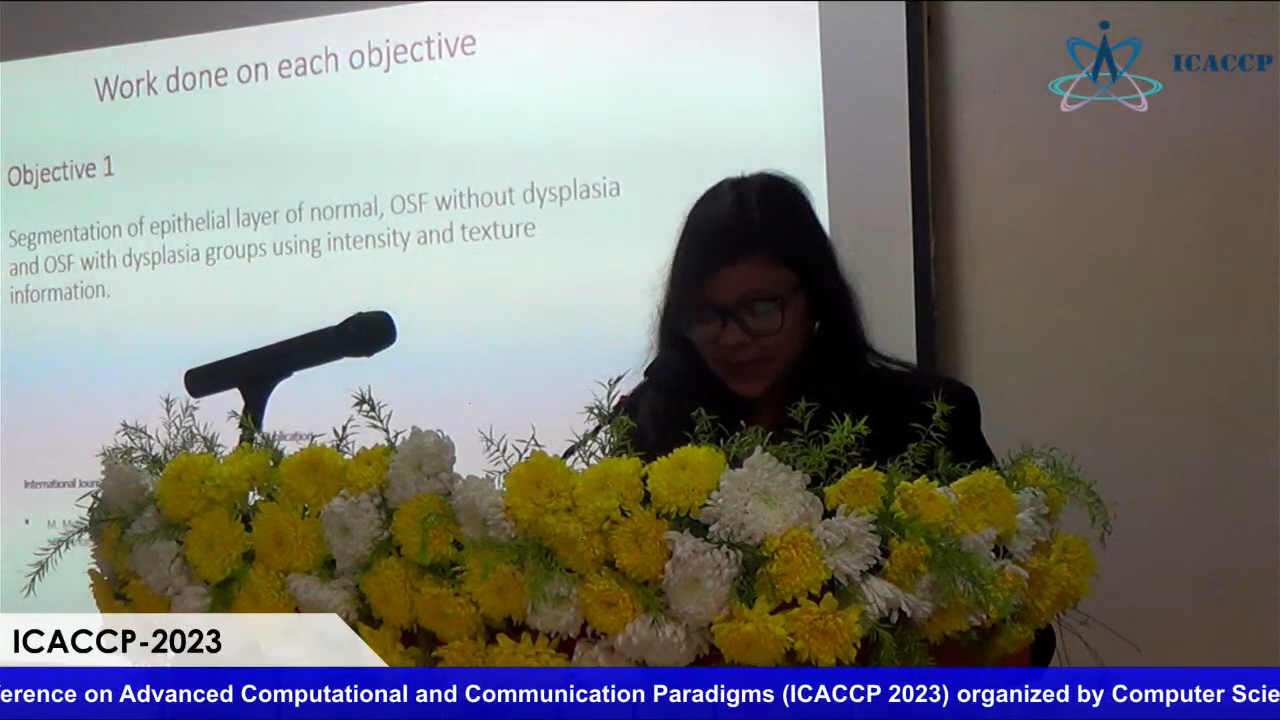 Work done on each objective
ICACCP
Objective 1
Segmentation of epithelial layer of normal, OSF without dysplasia
and OSF with dysplasia groups using intensity and texture
information.
International
M.
ICACCP-2023
on Advanced Computational and Communication Paradigms (ICACCP 2023) organized by Computer